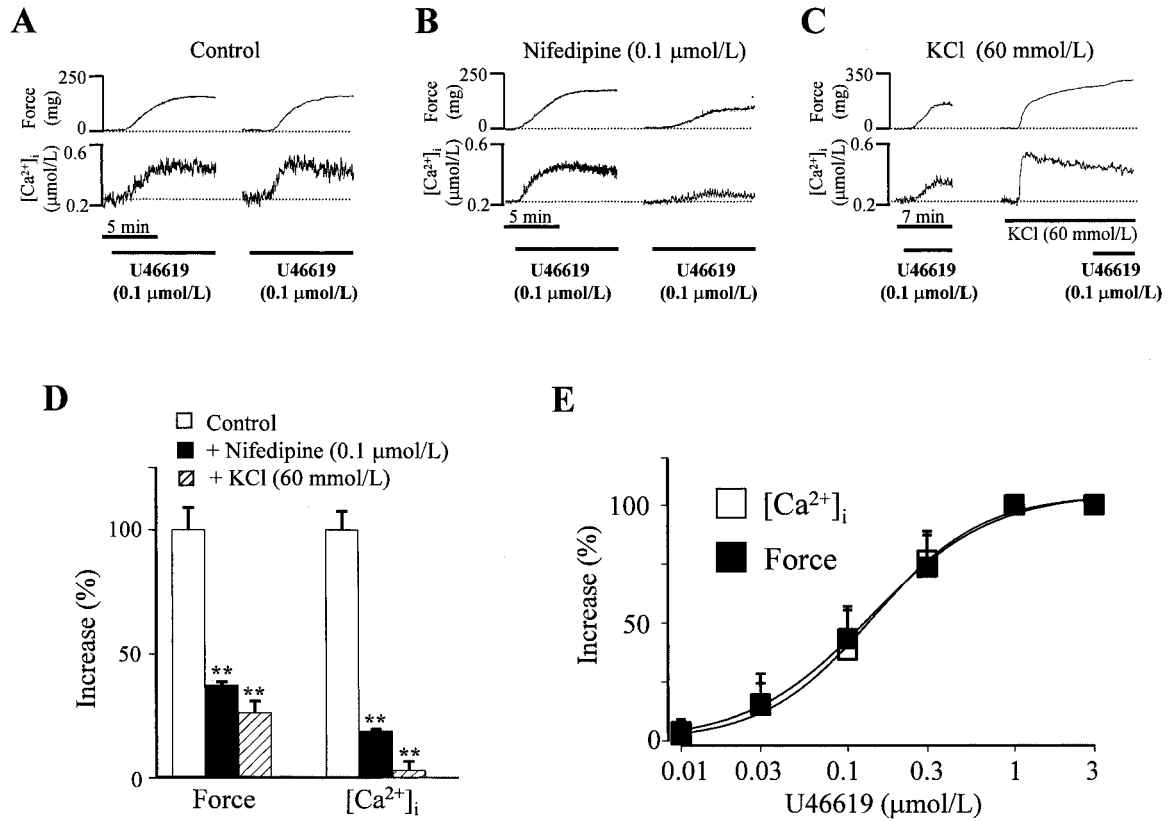 A
Control
250
Force
(mg)
0
0.6
[Ca²⁺]i
(μmol/L)
0.2
5 min
U46619
(0.1 μmol/L)
U46619
(0.1 μmol/L)
B
Nifedipine (0.1 μmol/L)
250
Force
(mg)
0
0.6
[Ca²⁺]i
(μmol/L)
0.2
5 min
U46619
(0.1 μmol/L)
U46619
(0.1 μmol/L)
C
KCl (60 mmol/L)
350
Force
(mg)
0
0.6
[Ca²⁺]i
(μmol/L)
0.2
7 min
KCl (60 mmol/L)
U46619
(0.1 μmol/L)
U46619
(0.1 μmol/L)
D
Control
+ Nifedipine (0.1 μmol/L)
+ KCl (60 mmol/L)
Increase (%)
100
50
0
**
**
**
**
Force
[Ca²⁺]i
E
[Ca²⁺]i
Force
Increase (%)
100
50
0
0.01
0.03
0.1
0.3
1
3
U46619 (μmol/L)